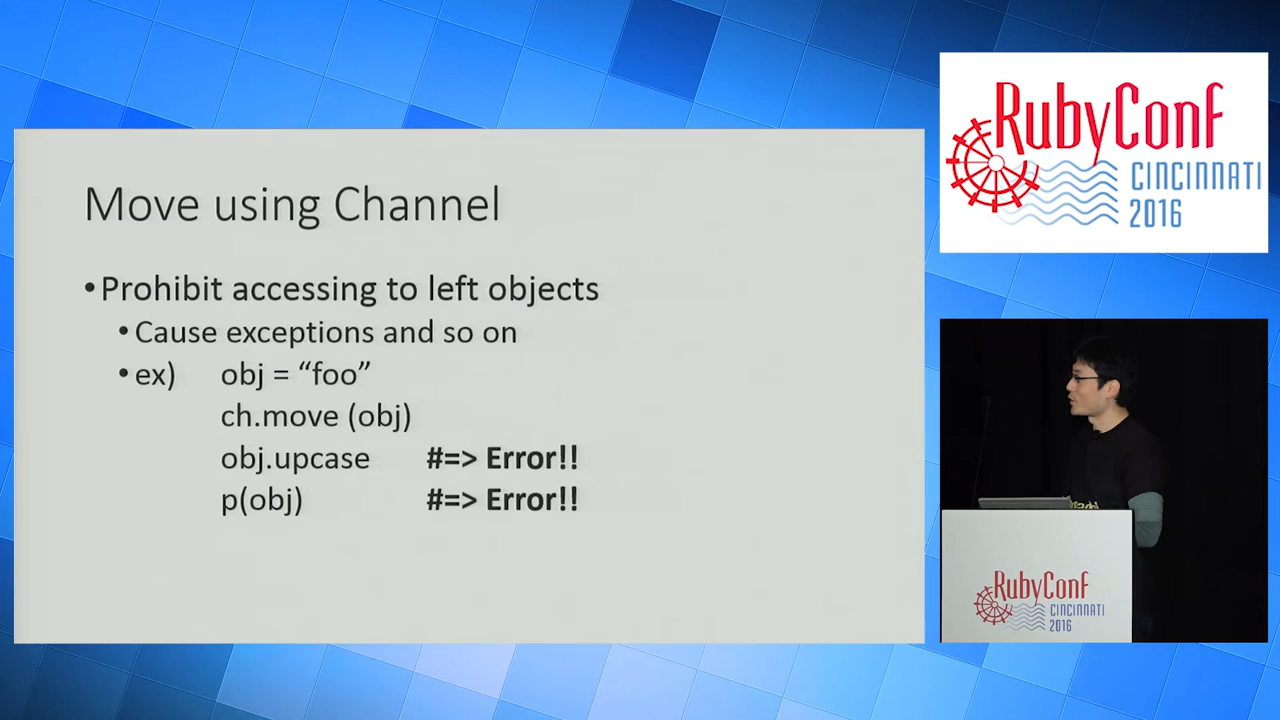 Move using Channel
•Prohibit accessing to left objects
•Cause exceptions and so on
•ex) obj = “foo”
ch.move (obj)
obj.upcase #=> Error!!
p(obj) #=> Error!!
RubyConf
CINCINNATI
2016
RubyConf
CINCINNATI
2016